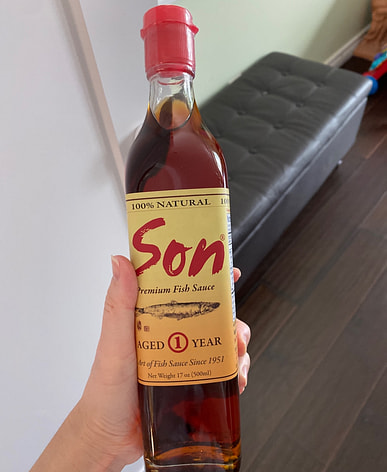 100% NATURAL
Son®
Premium Fish Sauce
AGED 1 YEAR
Art of Fish Sauce Since 1951
Net Weight 17 oz (500ml)